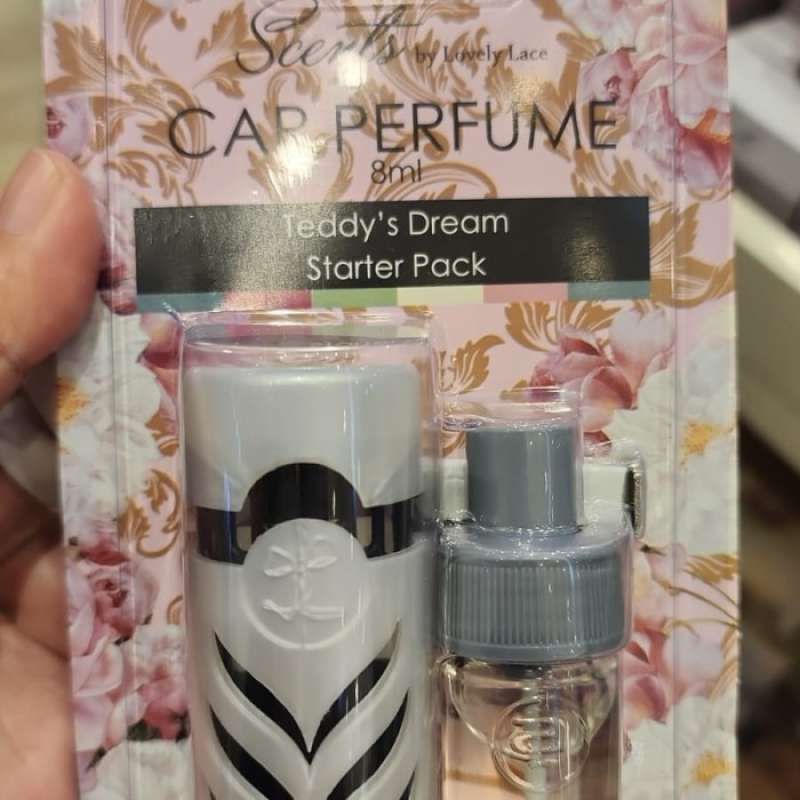 Scents by Lovely Lace
CAR PERFUME
8ml
Teddy's Dream
Starter Pack